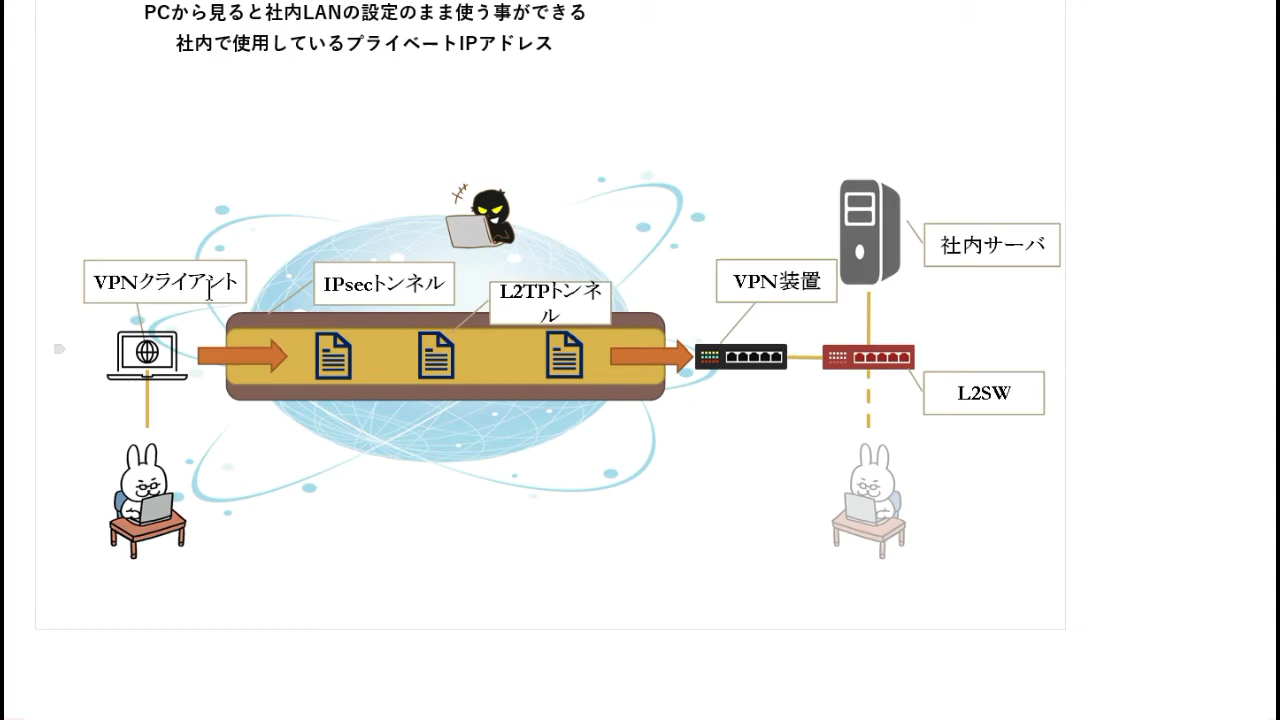 PCから見ると社内LANの設定のまま使う事ができる
社内で使用しているプライベートIPアドレス
社内サーバ
VPNクライアント
IPsecトンネル
L2TPトンネ
ル
VPN装置
L2SW